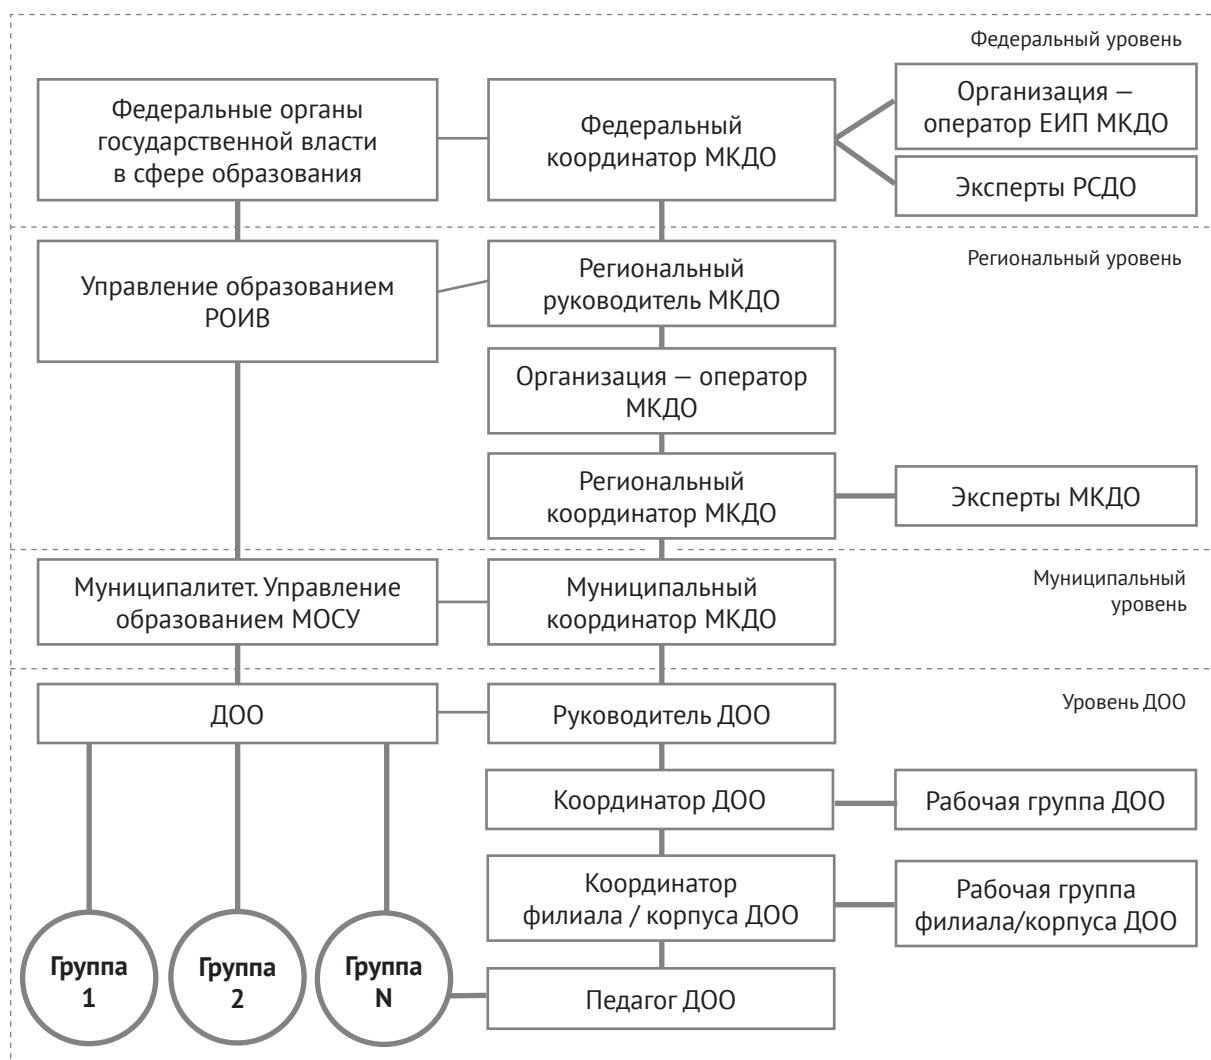 Федеральный уровень
Федеральные органы
государственной власти
в сфере образования
Федеральный
координатор МКДО
Организация —
оператор ЕИП МКДО
Эксперты РСДО
Региональный уровень
Управление образованием
РОИВ
Региональный
руководитель МКДО
Организация — оператор
МКДО
Региональный
координатор МКДО
Эксперты МКДО
Муниципальный
уровень
Муниципалитет. Управление
образованием МОСУ
Муниципальный
координатор МКДО
Уровень ДОО
ДОО
Руководитель ДОО
Координатор ДОО
Рабочая группа ДОО
Координатор
филиала / корпуса ДОО
Рабочая группа
филиала/корпуса ДОО
Группа
1
Группа
2
Группа
N
Педагог ДОО